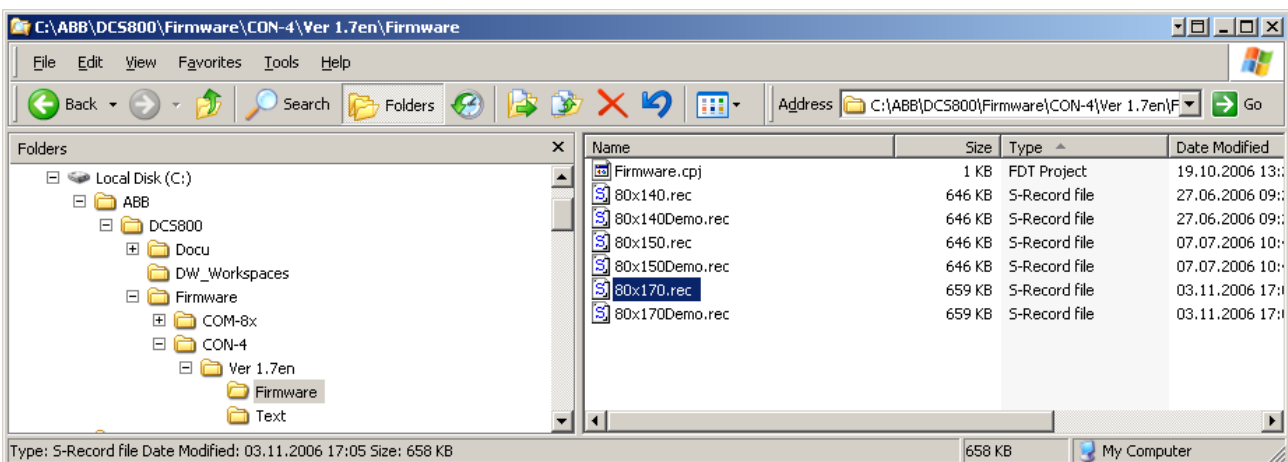 C:\ABB\DCS800\Firmware\CON-4\Ver 1.7en\Firmware
File Edit View Favorites Tools Help
Back Search Folders Address C:\ABB\DCS800\Firmware\CON-4\Ver 1.7en\F Go
Folders
Local Disk (C:)
ABB
DCS800
Docu
DW_Workspaces
Firmware
COM-8x
CON-4
Ver 1.7en
Firmware
Text
Name Size Type Date Modified
Firmware.cpj 1 KB FDT Project 19.10.2006 13:
80x140.rec 646 KB S-Record file 27.06.2006 09:
80x140Demo.rec 646 KB S-Record file 27.06.2006 09:
80x150.rec 646 KB S-Record file 07.07.2006 10:
80x150Demo.rec 646 KB S-Record file 07.07.2006 10:
80x170.rec 659 KB S-Record file 03.11.2006 17:
80x170Demo.rec 659 KB S-Record file 03.11.2006 17:
Type: S-Record file Date Modified: 03.11.2006 17:05 Size: 658 KB 658 KB My Computer